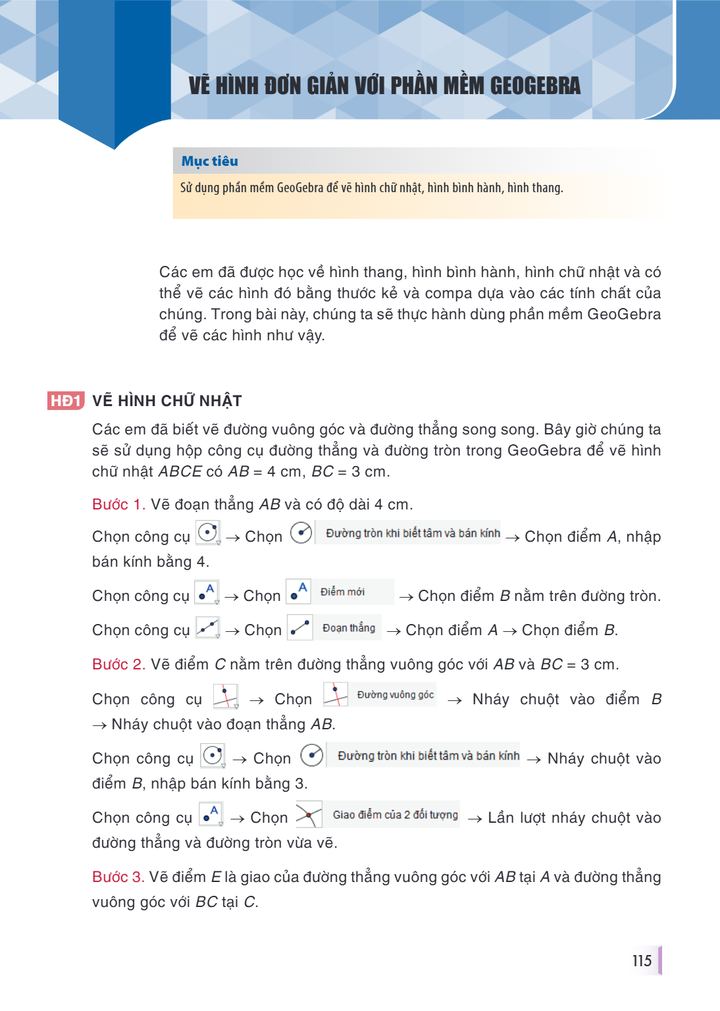 VẼ HÌNH ĐƠN GIẢN VỚI PHẦN MỀM GEOGEBRA
Mục tiêu
Sử dụng phần mềm GeoGebra để vẽ hình chữ nhật, hình bình hành, hình thang.
Các em đã được học về hình thang, hình bình hành, hình chữ nhật và có
thể vẽ các hình đó bằng thước kẻ và compa dựa vào các tính chất của
chúng. Trong bài này, chúng ta sẽ thực hành dùng phần mềm GeoGebra
để vẽ các hình như vậy.
HĐ1 VẼ HÌNH CHỮ NHẬT
Các em đã biết vẽ đường vuông góc và đường thẳng song song. Bây giờ chúng ta
sẽ sử dụng hộp công cụ đường thẳng và đường tròn trong GeoGebra để vẽ hình
chữ nhật ABCE có AB = 4 cm, BC = 3 cm.
Bước 1. Vẽ đoạn thẳng AB và có độ dài 4 cm.
Chọn công cụ → Chọn Đường tròn khi biết tâm và bán kính → Chọn điểm A, nhập
bán kính bằng 4.
Chọn công cụ A → Chọn A Điểm mới → Chọn điểm B nằm trên đường tròn.
Chọn công cụ → Chọn Đoạn thẳng → Chọn điểm A → Chọn điểm B.
Bước 2. Vẽ điểm C nằm trên đường thẳng vuông góc với AB và BC = 3 cm.
Chọn công cụ → Chọn Đường vuông góc → Nháy chuột vào điểm B
→ Nháy chuột vào đoạn thẳng AB.
Chọn công cụ → Chọn Đường tròn khi biết tâm và bán kính → Nháy chuột vào
điểm B, nhập bán kính bằng 3.
Chọn công cụ A → Chọn Giao điểm của 2 đối tượng → Lần lượt nháy chuột vào
đường thẳng và đường tròn vừa vẽ.
Bước 3. Vẽ điểm E là giao của đường thẳng vuông góc với AB tại A và đường thẳng
vuông góc với BC tại C.
115